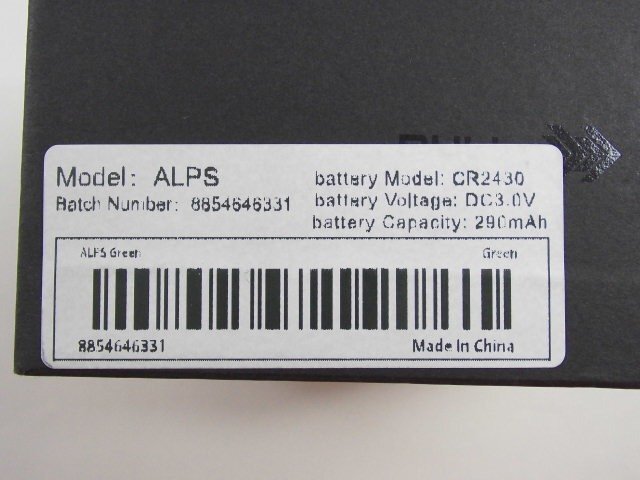 Model: ALPS
Batch Number: 8854646331
battery Model: CR2430
battery Voltage: DC3.0V
battery Capacity: 290mAh
ALPS Green
Green
8854646331
Made In China